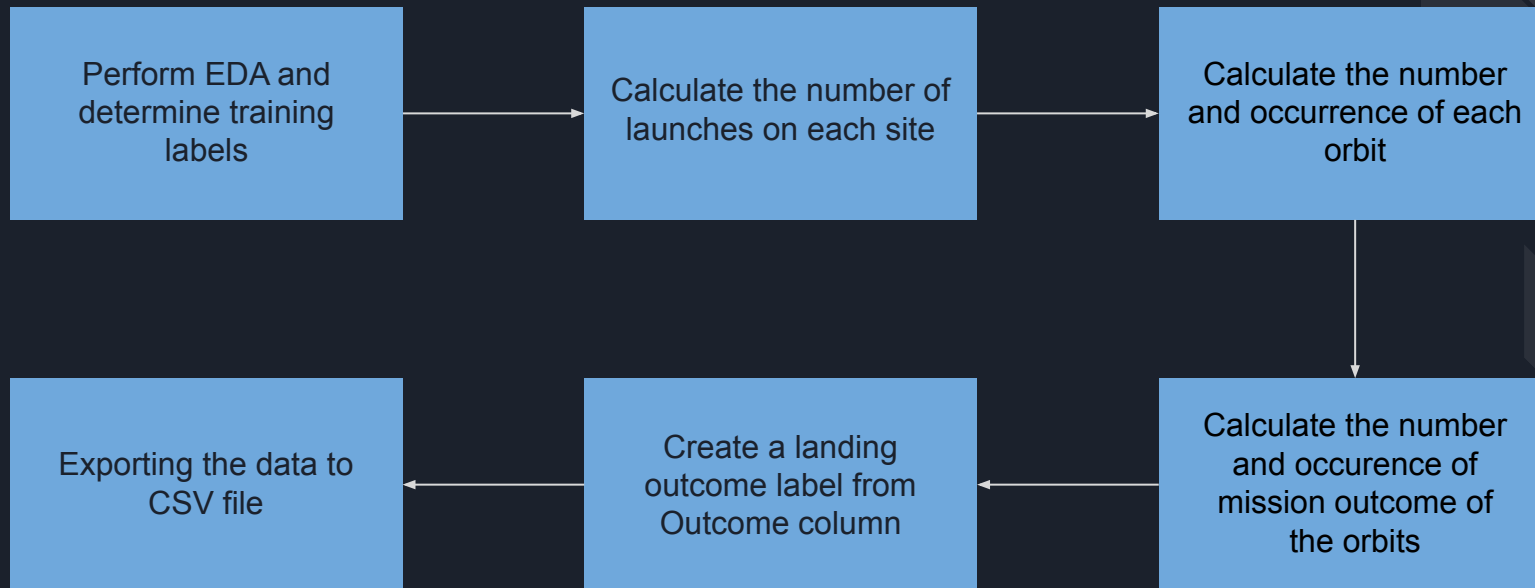 Perform EDA and
determine training
labels
Calculate the number of
launches on each site
Calculate the number
and occurrence of each
orbit
Calculate the number
and occurence of
mission outcome of
the orbits
Create a landing
outcome label from
Outcome column
Exporting the data to
CSV file